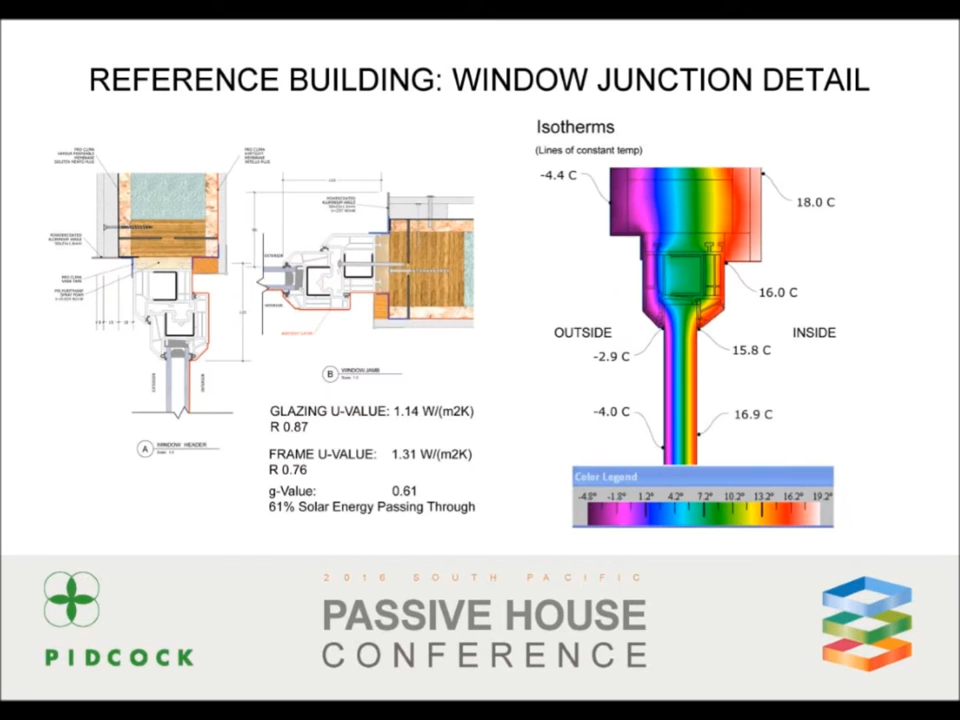 REFERENCE BUILDING: WINDOW JUNCTION DETAIL
Isotherms
(Lines of constant temp)
-4.4 C
18.0 C
16.0 C
OUTSIDE
INSIDE
-2.9 C
15.8 C
-4.0 C
16.9 C
Color Legend
-4.8° -1.8° 1.2° 4.2° 7.2° 10.2° 13.2° 16.2° 19.2°
A WINDOW HEADER
B WINDOW JAMB
GLAZING U-VALUE: 1.14 W/(m2K)
R 0.87
FRAME U-VALUE: 1.31 W/(m2K)
R 0.76
g-Value: 0.61
61% Solar Energy Passing Through
PIDCOCK
2016 SOUTH PACIFIC
PASSIVE HOUSE
CONFERENCE